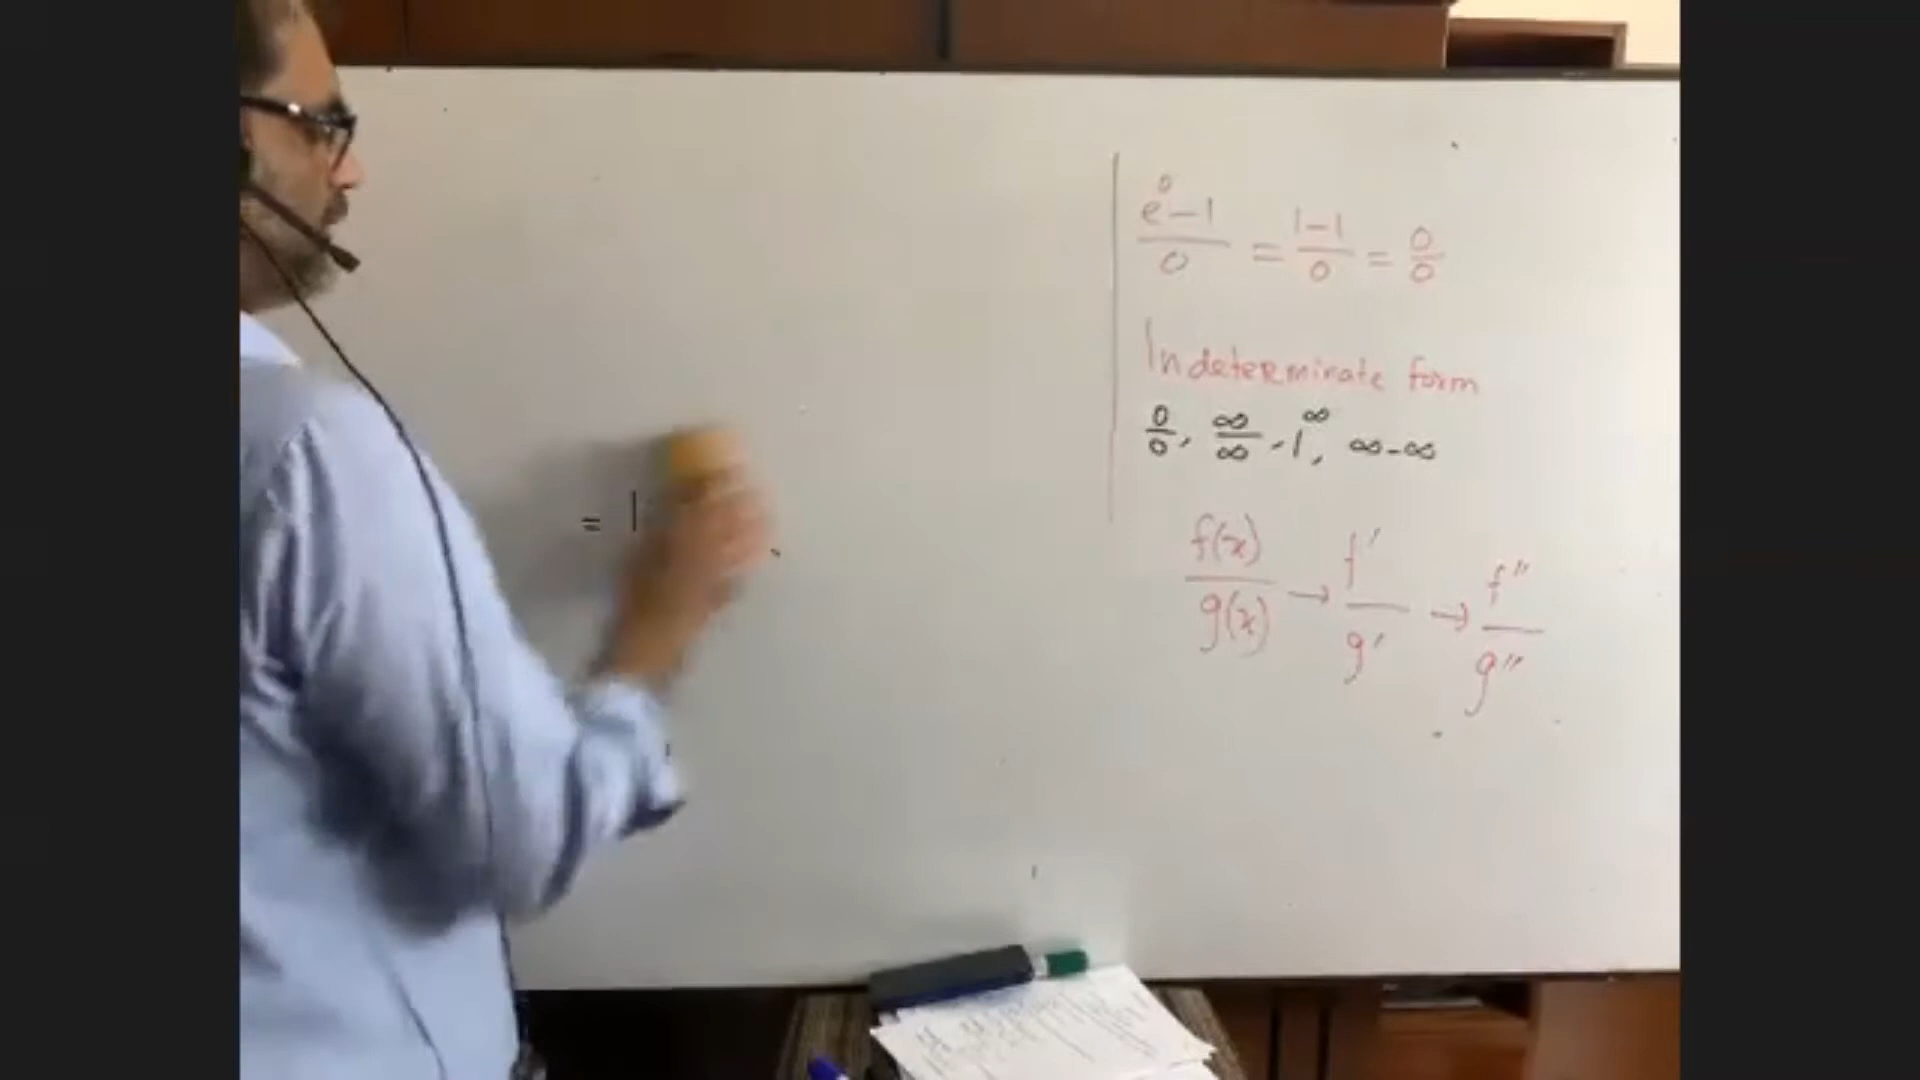 e⁰-1/0 = 1-1/0 = 0/0
Indeterminate form
0/0, ∞/∞, 1^∞, ∞-∞
= 1
f(x)/g(x) → f'/g' → f''/g''